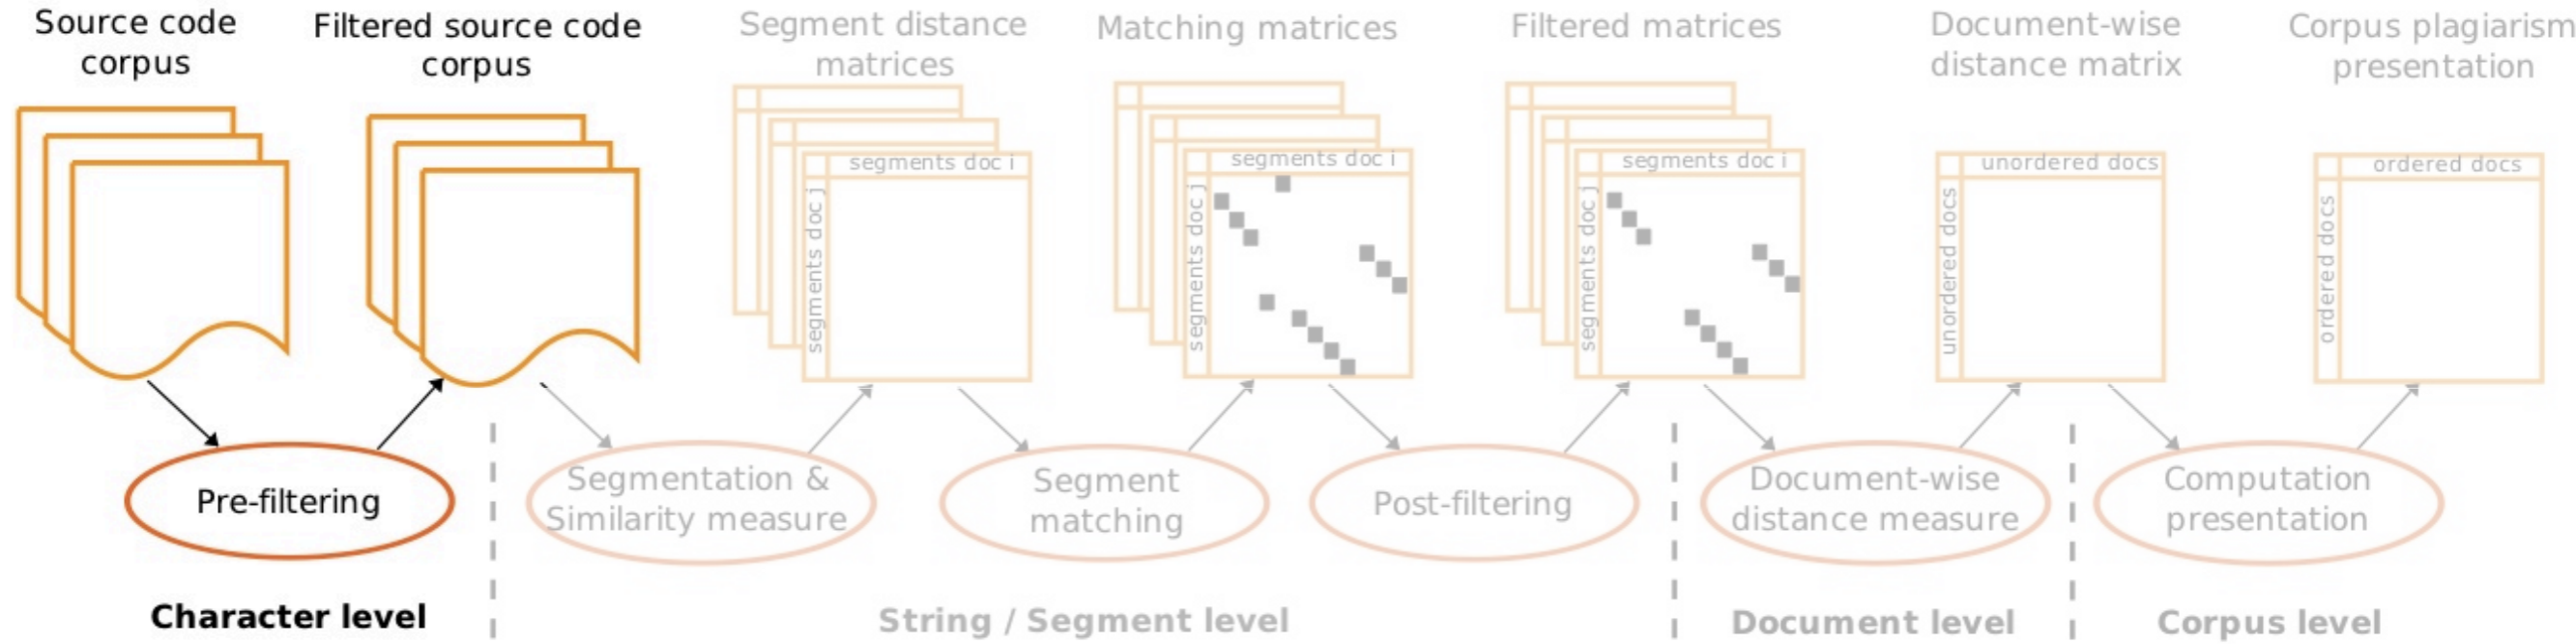 Source code
corpus
Filtered source code
corpus
Segment distance
matrices
Matching matrices
Filtered matrices
Document-wise
distance matrix
Corpus plagiarism
presentation
segments doc i
segments doc j
segments doc i
segments doc j
segments doc i
segments doc j
unordered docs
unordered docs
ordered docs
ordered docs
Pre-filtering
Segmentation &
Similarity measure
Segment
matching
Post-filtering
Document-wise
distance measure
Computation
presentation
Character level
String / Segment level
Document level
Corpus level